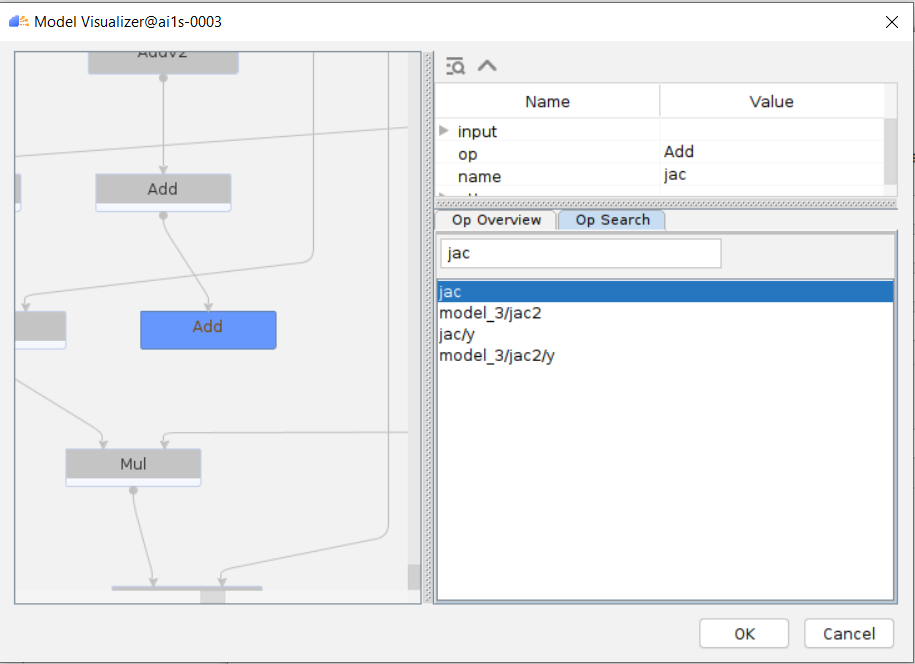 Model Visualizer@ai1s-0003
AddV2
Add
Add
Mul
Name Value
input
op Add
name jac
Op Overview Op Search
jac
jac
model_3/jac2
jac/y
model_3/jac2/y
OK Cancel